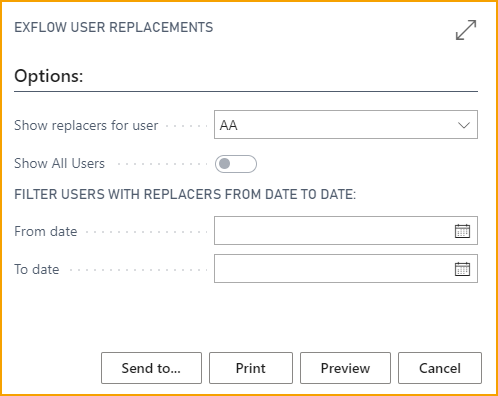 EXFLOW USER REPLACEMENTS
Options:
Show replacers for user AA
Show All Users
FILTER USERS WITH REPLACERS FROM DATE TO DATE:
From date
To date
Send to... Print Preview Cancel